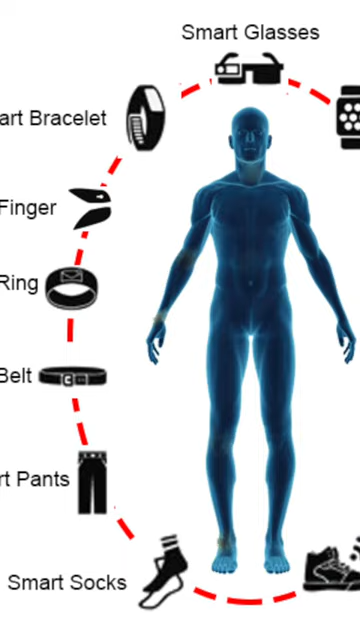 Smart Glasses
art Bracelet
Finger
Ring
Belt
rt Pants
Smart Socks